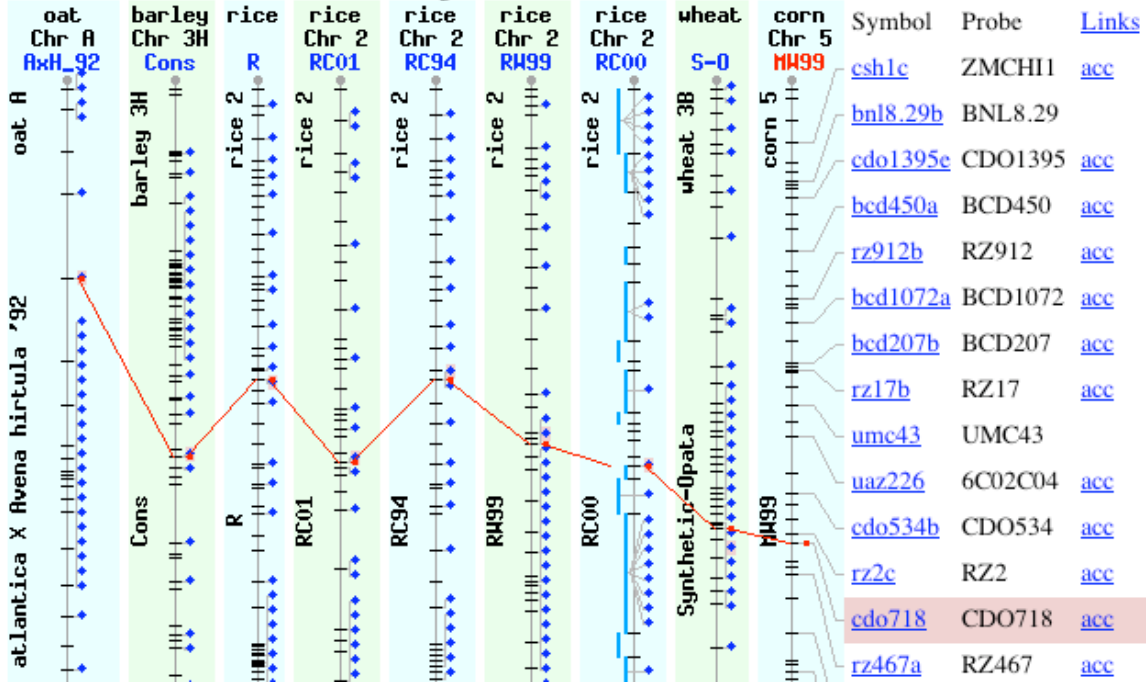 oat
Chr A
AxH_92
barley
Chr 3H
Cons
rice
R
rice
Chr 2
RC01
rice
Chr 2
RC94
rice
Chr 2
RW99
rice
Chr 2
RC00
wheat
S-O
corn
Chr 5
MW99
oat A
barley 3H
rice 2
rice 2
rice 2
rice 2
rice 2
wheat 3B
corn 5
atlantica X Avena hirtula '92
Cons
R
RC01
RC94
RW99
RC00
Synthetic-Opata
MW99
Symbol Probe Links
csh1c ZMCHI1 acc
bnl8.29b BNL8.29
cdo1395e CDO1395 acc
bcd450a BCD450 acc
rz912b RZ912 acc
bcd1072a BCD1072 acc
bcd207b BCD207 acc
rz17b RZ17 acc
umc43 UMC43
uaz226 6C02C04 acc
cdo534b CDO534 acc
rz2c RZ2 acc
cdo718 CDO718 acc
rz467a RZ467 acc